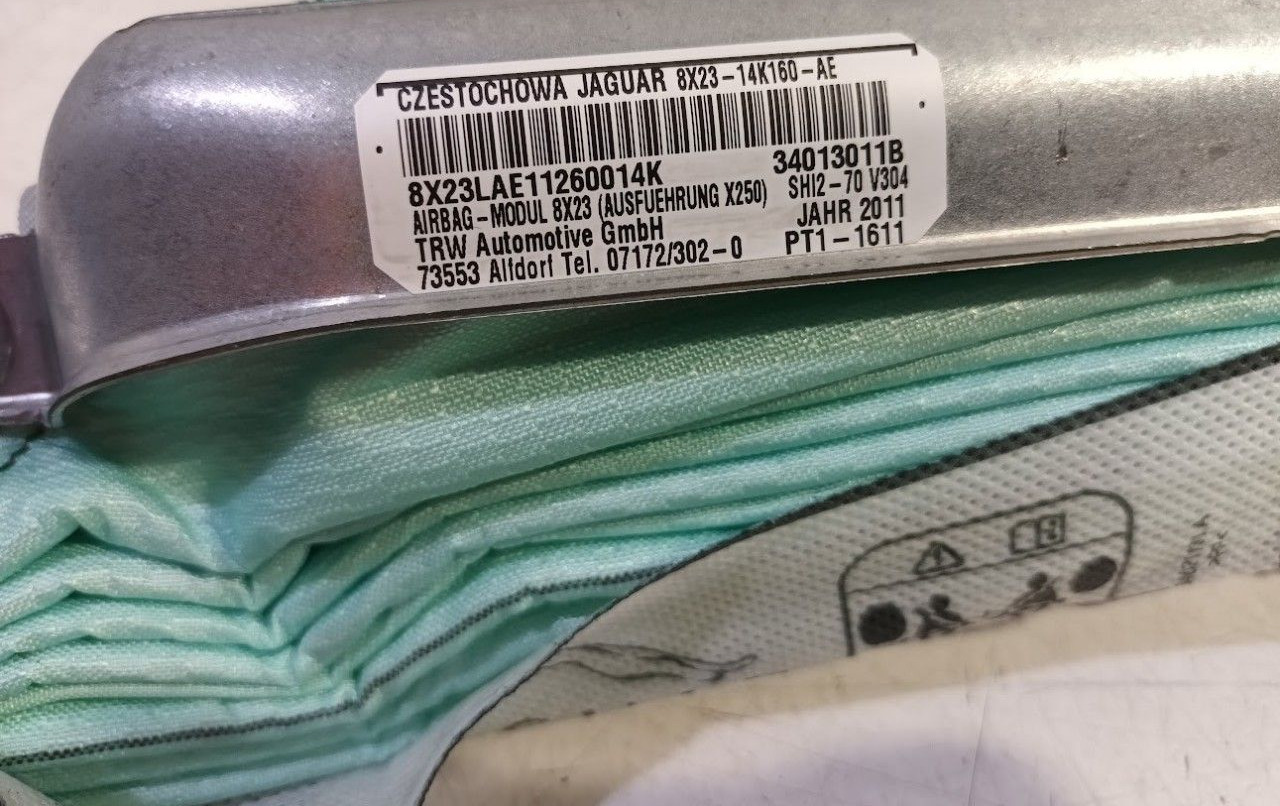 CZESTOCHOWA JAGUAR 8X23-14K160-AE
8X23LAE11260014K 34013011B
AIRBAG-MODUL 8X23 (AUSFUEHRUNG X250) SHI2-70 V304
TRW Automotive GmbH JAHR 2011
73553 Alfdorf Tel. 07172/302-0 PT1-1611